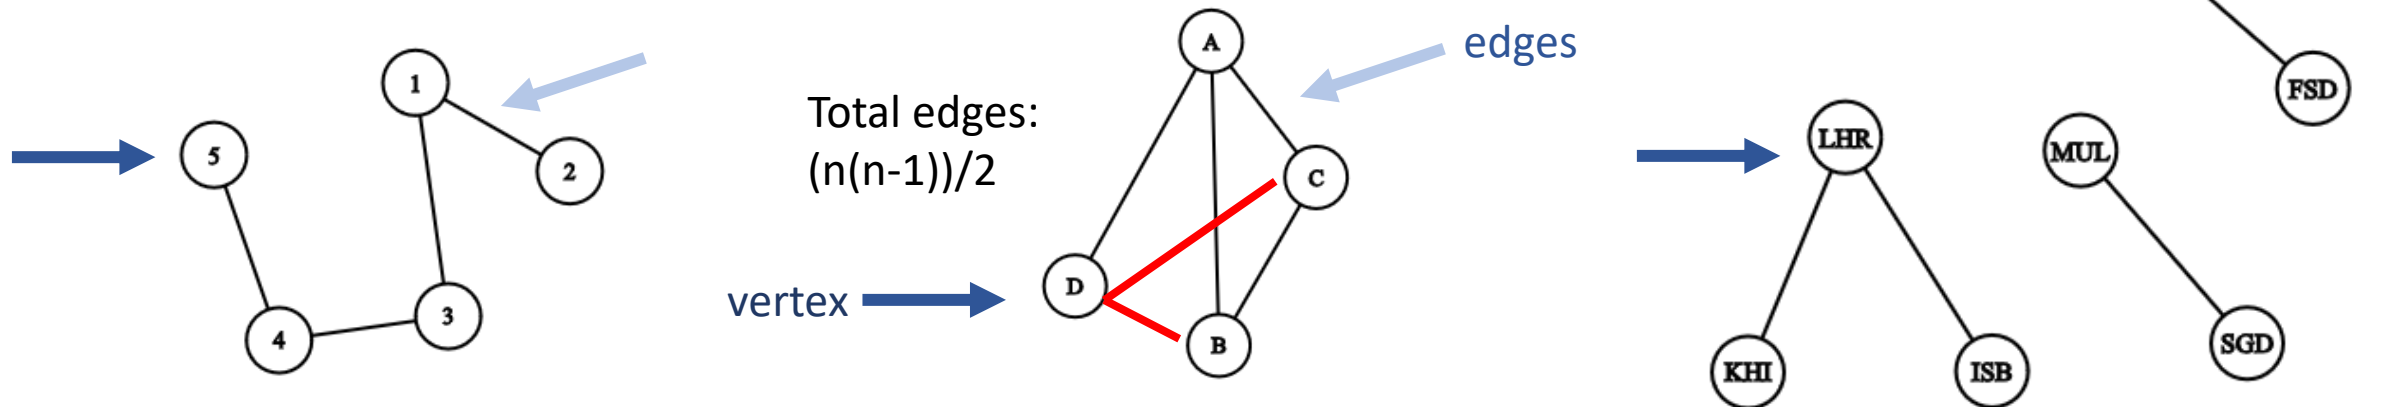 1
2
5
3
4
Total edges:
(n(n-1))/2
vertex
A
edges
C
D
B
FSD
LHR
MUL
KHI
ISB
SGD